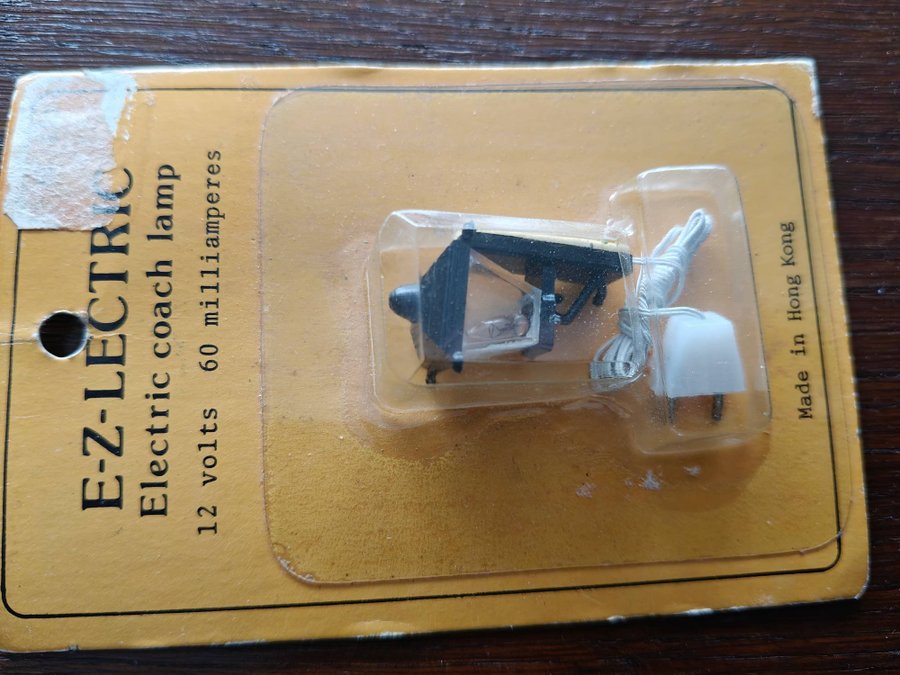 E-Z-LECTRIC
Electric coach lamp
12 volts 60 milliamperes
Made in Hong Kong